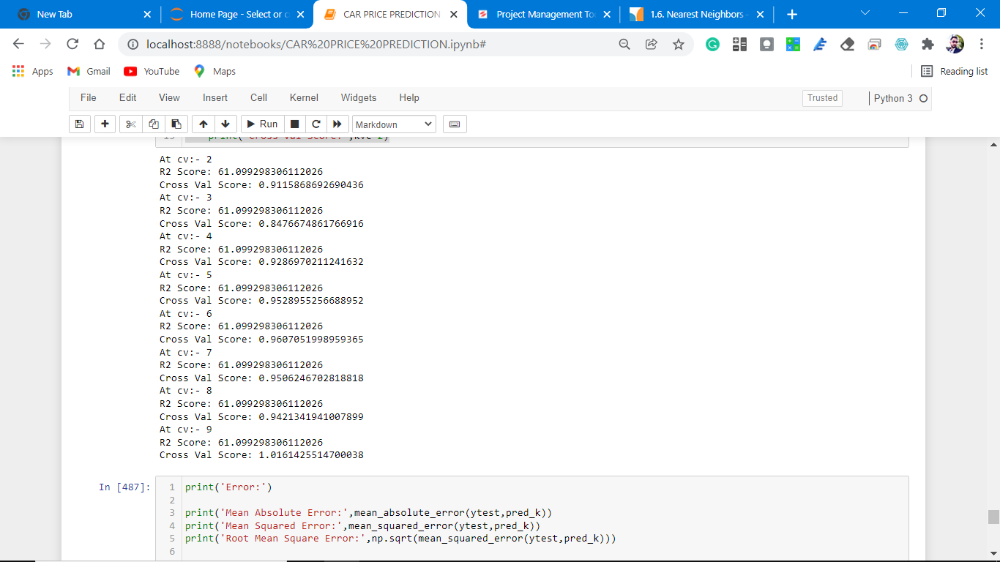 New Tab
Home Page - Select or c
CAR PRICE PREDICTION
Project Management To
1.6. Nearest Neighbors
localhost:8888/notebooks/CAR%20PRICE%20PREDICTION.ipynb#
Apps
Gmail
YouTube
Maps
Reading list
File Edit View Insert Cell Kernel Widgets Help
Trusted
Python 3
Run
Markdown
At cv:- 2
R2 Score: 61.099298306112026
Cross Val Score: 0.9115868692690436
At cv:- 3
R2 Score: 61.099298306112026
Cross Val Score: 0.8476674861766916
At cv:- 4
R2 Score: 61.099298306112026
Cross Val Score: 0.9286970211241632
At cv:- 5
R2 Score: 61.099298306112026
Cross Val Score: 0.9528955256688952
At cv:- 6
R2 Score: 61.099298306112026
Cross Val Score: 0.9607051998959365
At cv:- 7
R2 Score: 61.099298306112026
Cross Val Score: 0.9506246702818818
At cv:- 8
R2 Score: 61.099298306112026
Cross Val Score: 0.9421341941007899
At cv:- 9
R2 Score: 61.099298306112026
Cross Val Score: 1.0161425514700038
In [487]:
1 print('Error:')
2
3 print('Mean Absolute Error:',mean_absolute_error(ytest,pred_k))
4 print('Mean Squared Error:',mean_squared_error(ytest,pred_k))
5 print('Root Mean Square Error:',np.sqrt(mean_squared_error(ytest,pred_k)))
6